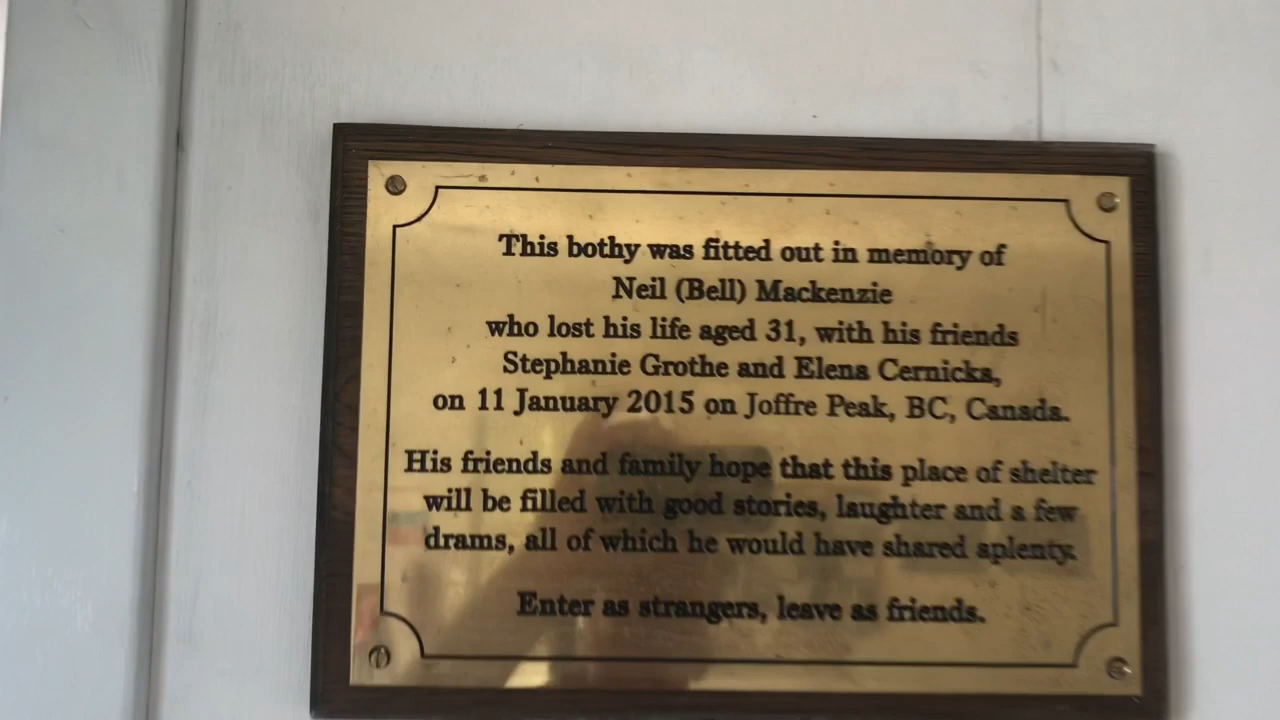 This bothy was fitted out in memory of
Neil (Bell) Mackenzie
who lost his life aged 31, with his friends
Stephanie Grothe and Elena Cernicka,
on 11 January 2015 on Joffre Peak, BC, Canada.
His friends and family hope that this place of shelter
will be filled with good stories, laughter and a few
drams, all of which he would have shared aplenty.
Enter as strangers, leave as friends.